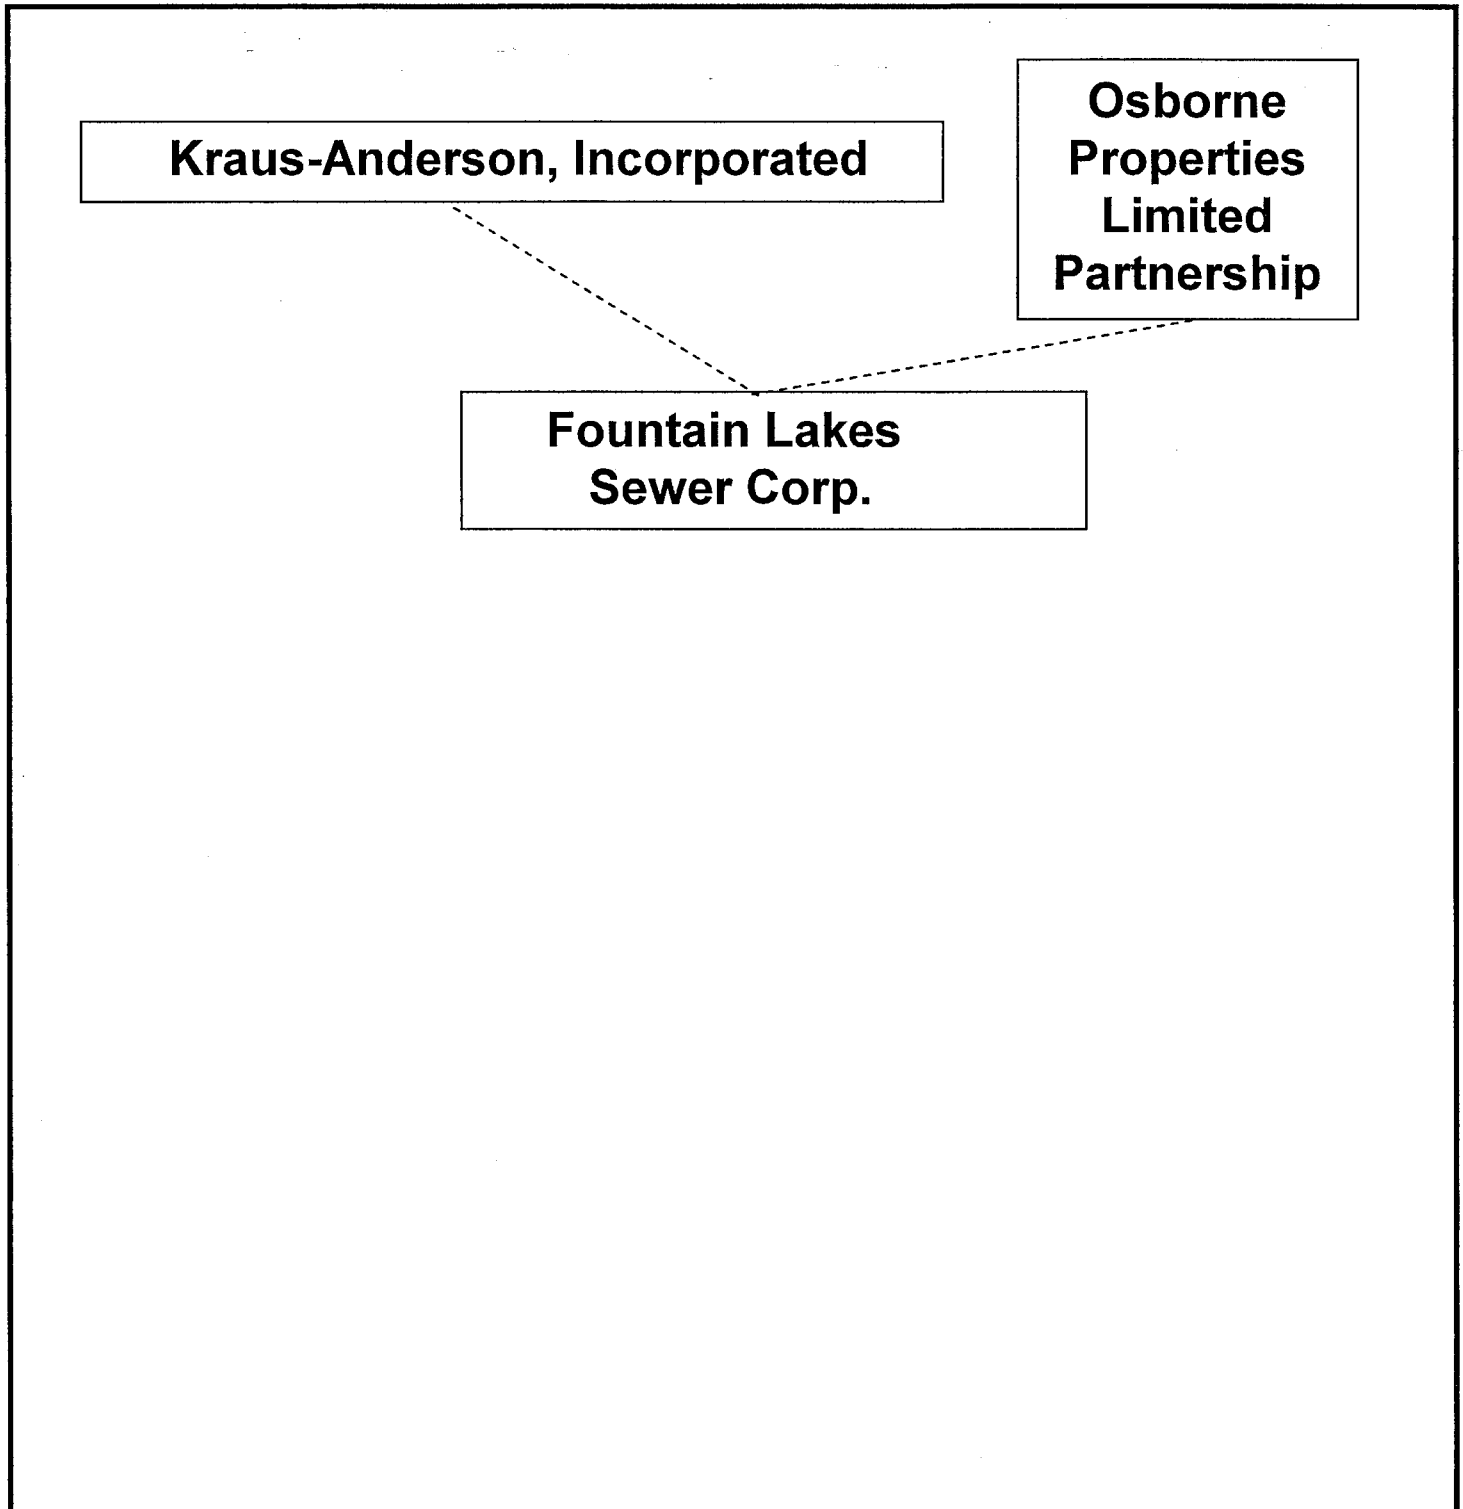 Kraus-Anderson, Incorporated
Osborne
Properties
Limited
Partnership
Fountain Lakes
Sewer Corp.